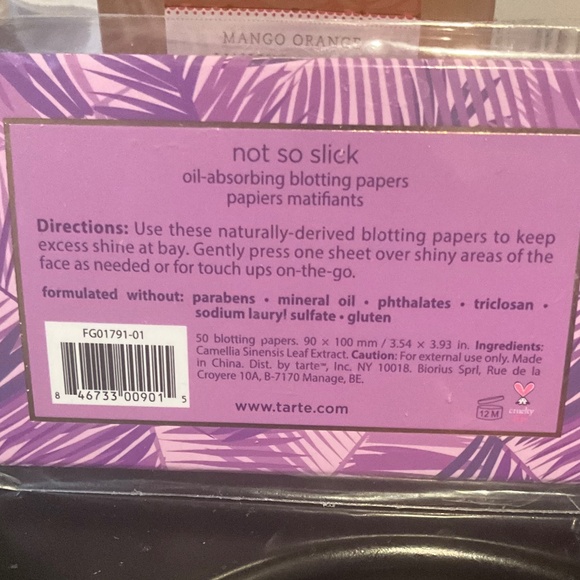 MANGO ORANGE
not so slick
oil-absorbing blotting papers
papiers matifiants
Directions: Use these naturally-derived blotting papers to keep
excess shine at bay. Gently press one sheet over shiny areas of the
face as needed or for touch ups on-the-go.
formulated without: parabens • mineral oil • phthalates • triclosan •
sodium lauryl sulfate • gluten
FG01791-01
8 46733 00901 5
50 blotting papers. 90 x 100 mm / 3.54 x 3.93 in. Ingredients:
Camellia Sinensis Leaf Extract. Caution: For external use only. Made
in China. Dist. by tarte™, Inc. NY 10018. Biorius Sprl, Rue de la
Croyere 10A, B-7170 Manage, BE.
www.tarte.com
12 M
cruelty